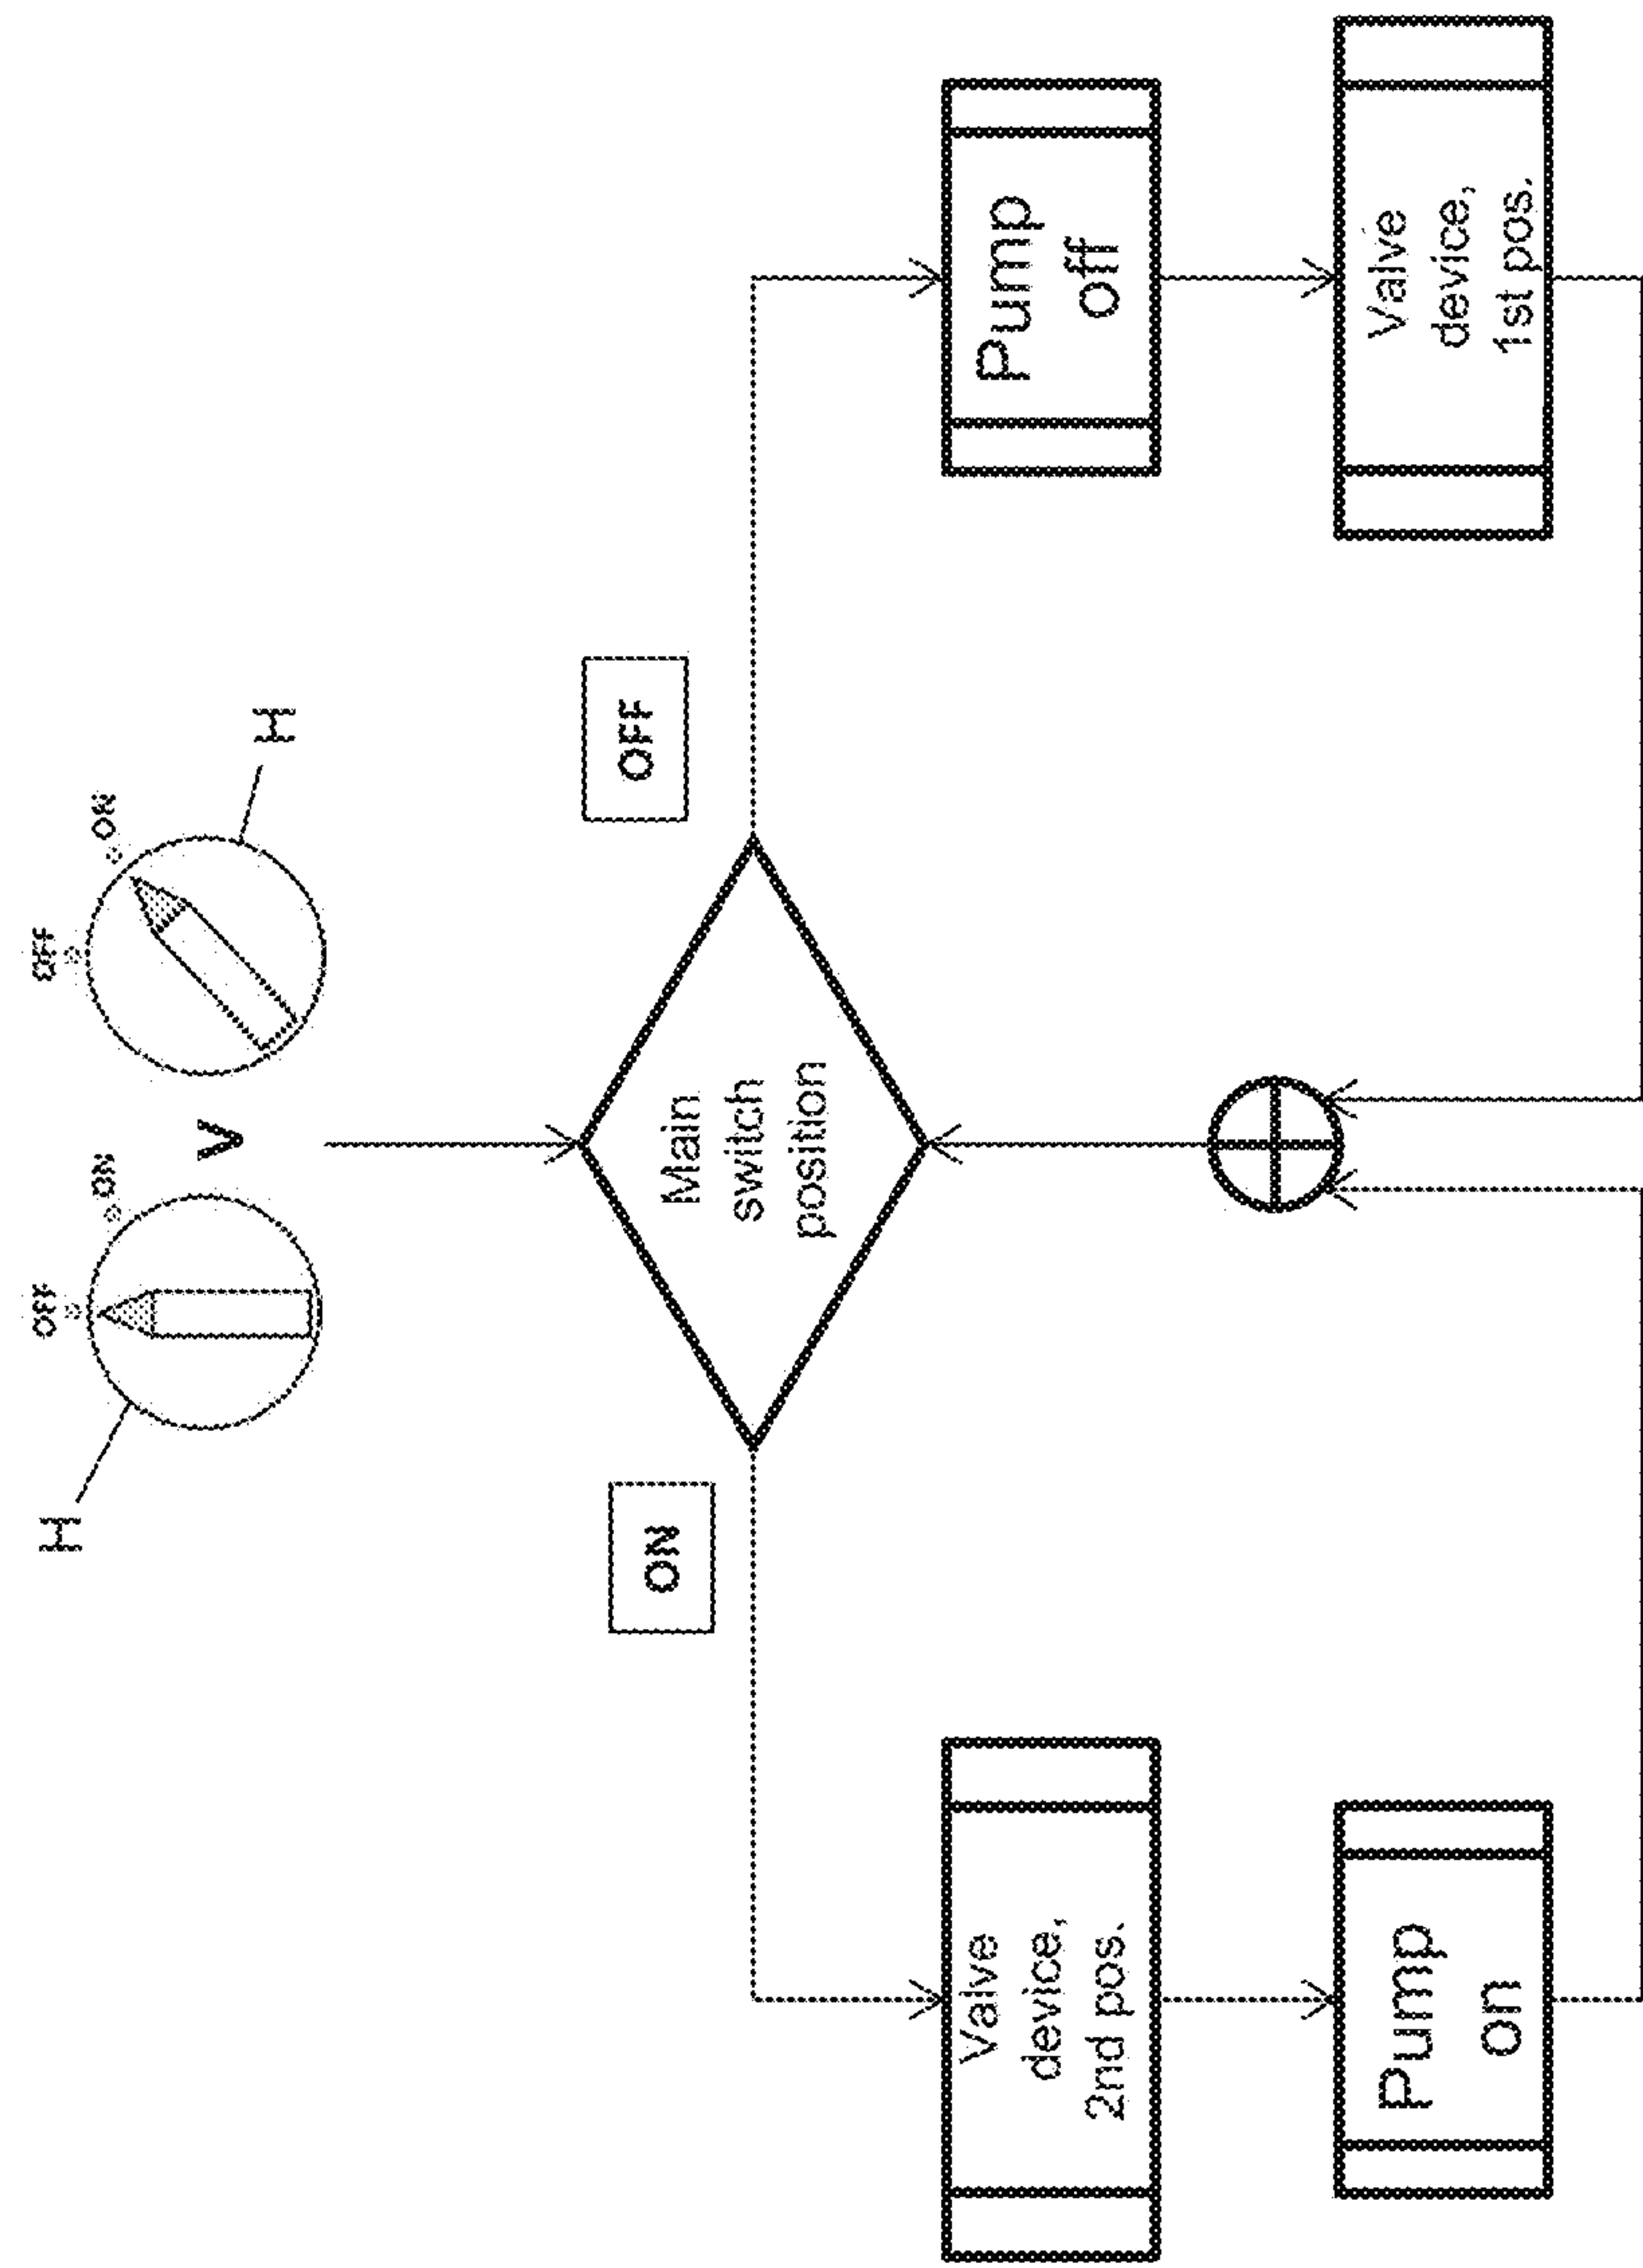 OFF
OFF
H
ON
ON
V
H
OFF
ON
Main
switch
position
Valve
device,
2nd pos.
Pump
off
Pump
on
Valve
device,
1st pos.